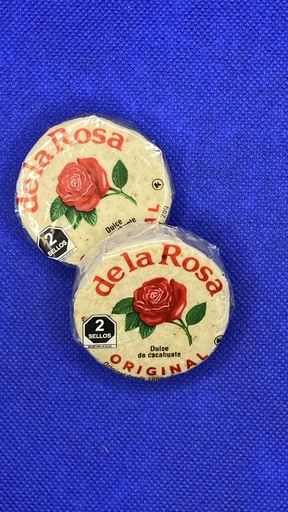 de la Rosa
Dulce
de cacahuate
2
SELLOS
de la Rosa
2
SELLOS
Dulce
de cacahuate
ORIGINAL